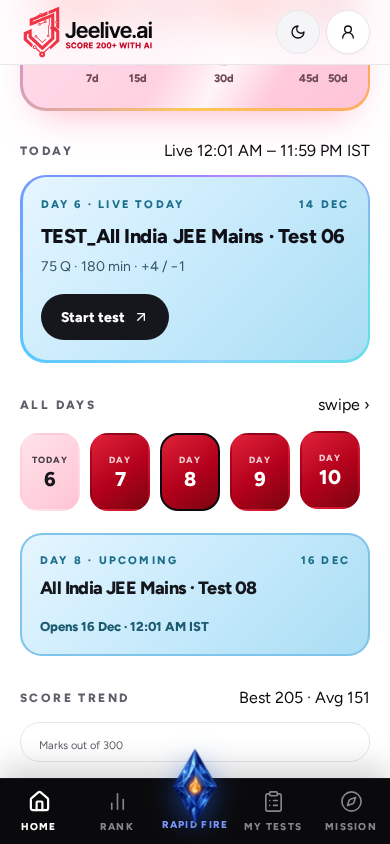 Jeelive.ai
SCORE 200+ WITH AI
7d 15d 30d 45d 50d
TODAY Live 12:01 AM – 11:59 PM IST
DAY 6 · LIVE TODAY 14 DEC
TEST_All India JEE Mains · Test 06
75 Q · 180 min · +4 / −1
Start test ↗
ALL DAYS swipe ›
TODAY DAY DAY DAY DAY
6 7 8 9 10
DAY 8 · UPCOMING 16 DEC
All India JEE Mains · Test 08
Opens 16 Dec · 12:01 AM IST
SCORE TREND Best 205 · Avg 151
Marks out of 300
HOME RANK RAPID FIRE MY TESTS MISSION